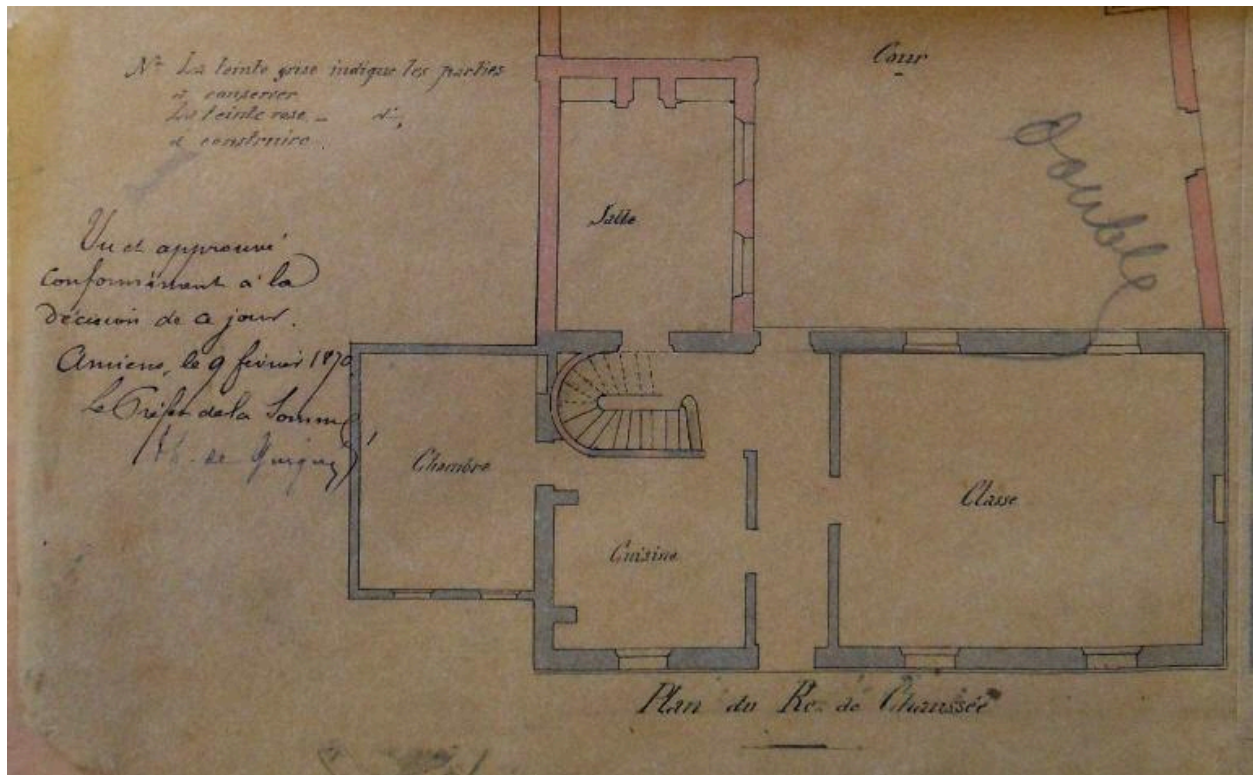 Nᵃ La teinte grise indique les parties
à conserver
La teinte rose _ dᵒ,
à construire.
Cour
Double
Salle
Vu et approuvé
conformément à la
décision de ce jour.
Amiens, le 9 février 1870
Le Préfet de la Somme,
Chambre
Cuisine
Classe
Plan du Rez de Chaussée